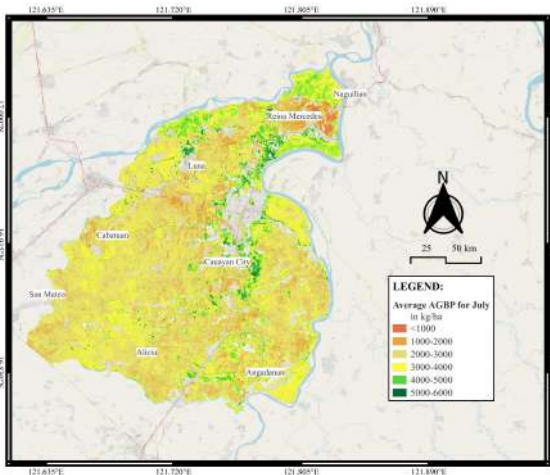 121.635°E 121.720°E 121.805°E 121.890°E
Naguilian
Reina Mercedes
Luna
Cabatuan
Cauayan City
San Mateo
Alicia
Angadanan
N
25 50 km
LEGEND:
Average AGBP for July
in kg/ha
<1000
1000-2000
2000-3000
3000-4000
4000-5000
5000-6000
121.635°E 121.720°E 121.805°E 121.890°E